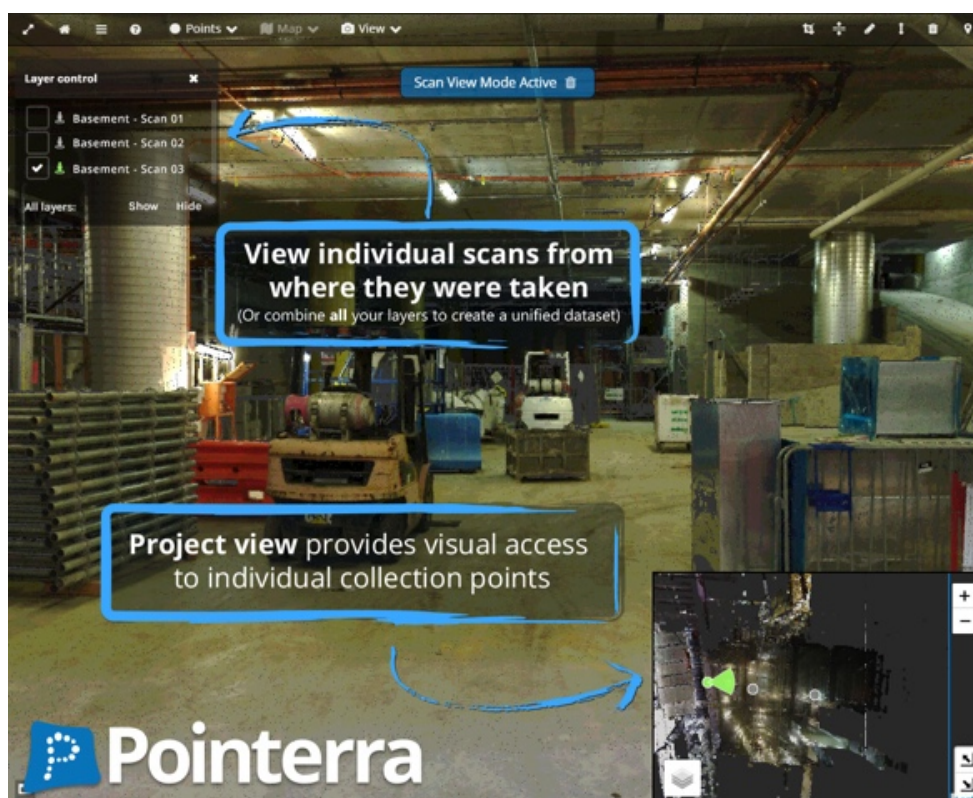 Points
Map
View
Layer control
Scan View Mode Active
Basement - Scan 01
Basement - Scan 02
Basement - Scan 03
All layers: Show Hide
View individual scans from
where they were taken
(Or combine all your layers to create a unified dataset)
Project view provides visual access
to individual collection points
+
-
Pointerra